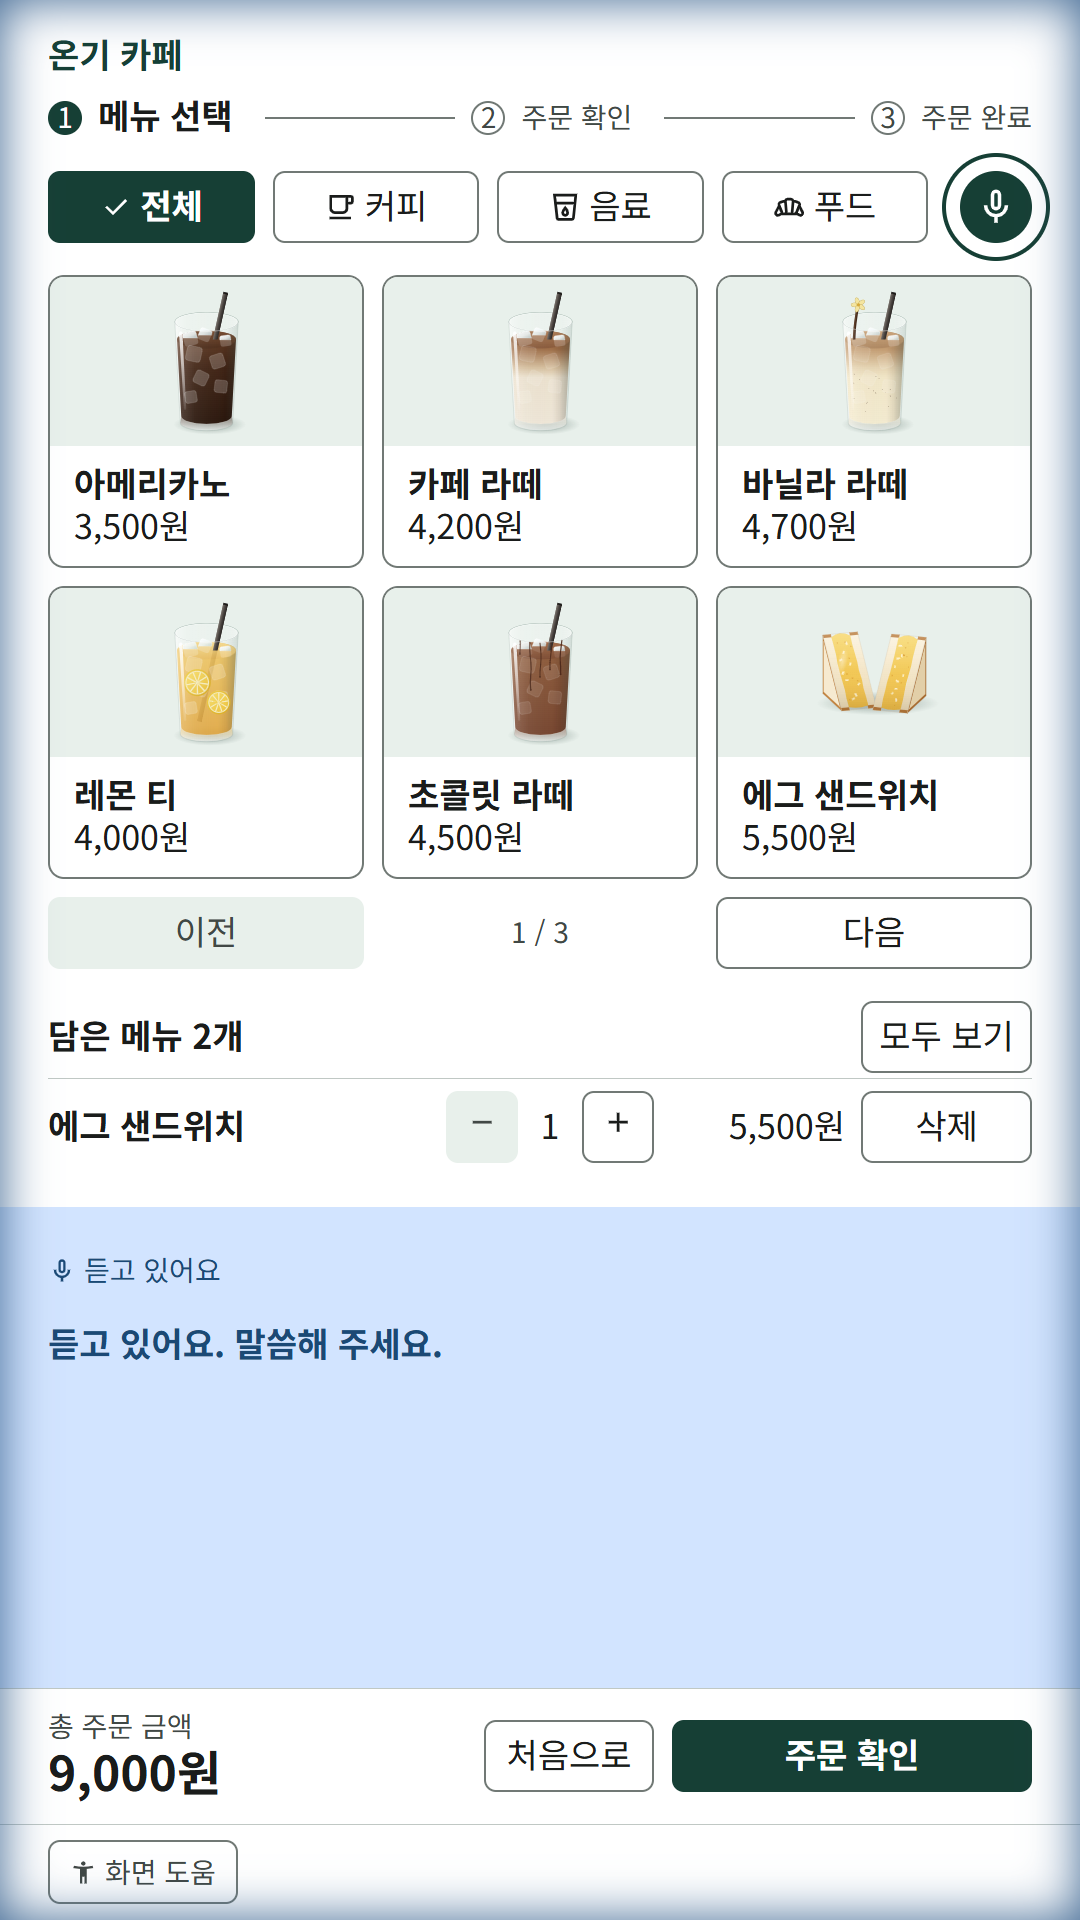 온기 카페
1 메뉴 선택 2 주문 확인 3 주문 완료
전체 커피 음료 푸드
아메리카노
3,500원
카페 라떼
4,200원
바닐라 라떼
4,700원
레몬 티
4,000원
초콜릿 라떼
4,500원
에그 샌드위치
5,500원
이전 1 / 3 다음
담은 메뉴 2개 모두 보기
에그 샌드위치 − 1 + 5,500원 삭제
듣고 있어요
듣고 있어요. 말씀해 주세요.
총 주문 금액
9,000원
처음으로 주문 확인
화면 도움